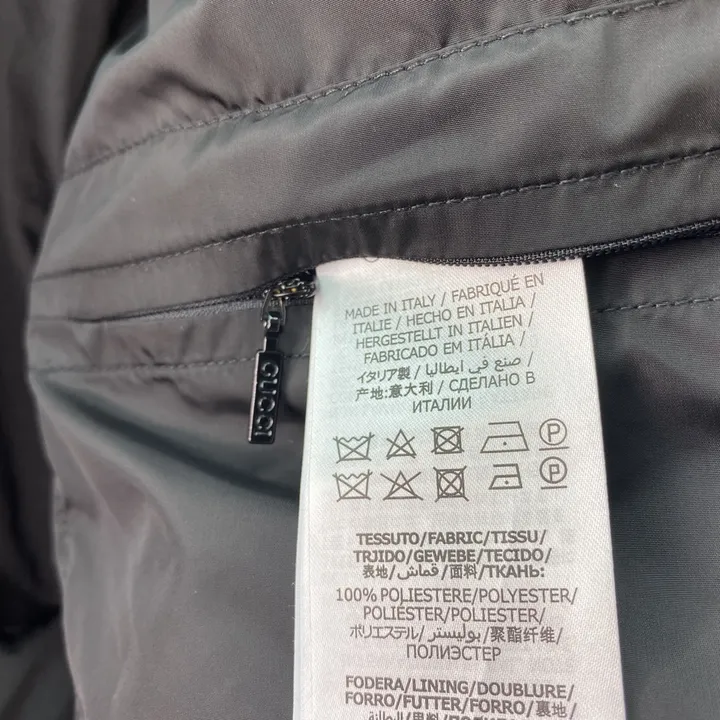 MADE IN ITALY / FABRIQUÉ EN
ITALIE / HECHO EN ITALIA /
HERGESTELLT IN ITALIEN /
FABRICADO EM ITÁLIA /
イタリア製 / صنع في ايطاليا /
产地:意大利 / СДЕЛАНО В
ИТАЛИИ
GUCCI
P
P
TESSUTO/FABRIC/TISSU/
TRJIDO/GEWEBE/TECIDO/
表地/قماش/面料/ТКАНЬ:
100% POLIESTERE/POLYESTER/
POLIÉSTER/POLIESTER/
ポリエステル/بوليستر/聚酯纤维/
ПОЛИЭСТЕР
FODERA/LINING/DOUBLURE/
FORRO/FUTTER/FORRO/裏地/